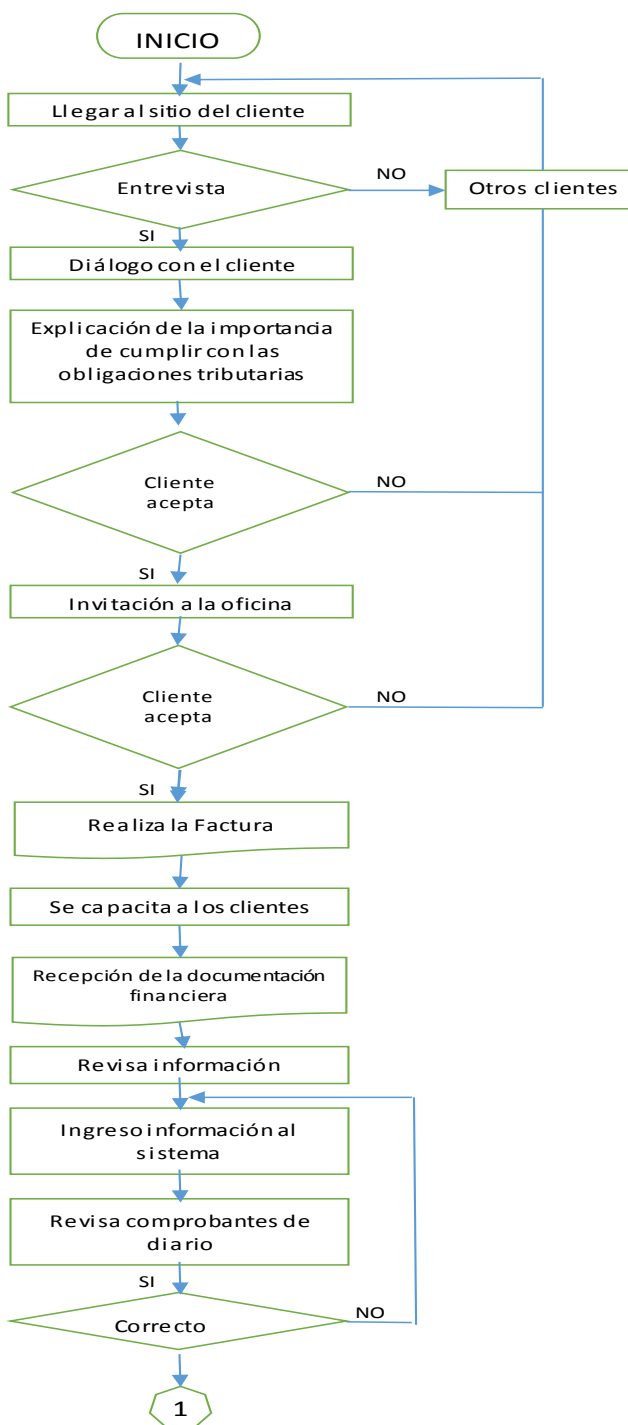 INICIO
Llegar al sitio del cliente
Entrevista
NO
Otros clientes
SI
Diálogo con el cliente
Explicación de la importancia
de cumplir con las
obligaciones tributarias
Cliente
acepta
NO
SI
Invitación a la oficina
Cliente
acepta
NO
SI
Realiza la Factura
Se capacita a los clientes
Recepción de la documentación
financiera
Revisa información
Ingreso información al
sistema
Revisa comprobantes de
diario
SI
Correcto
NO
1